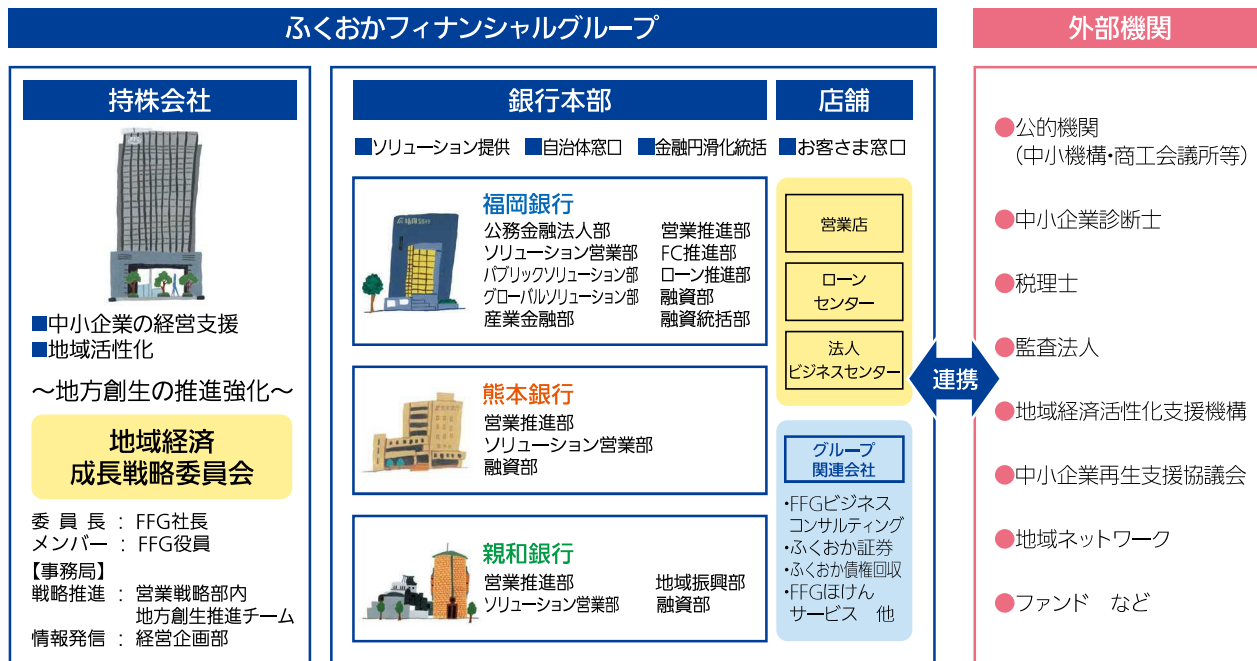 ふくおかフィナンシャルグループ
持株会社
■中小企業の経営支援
■地域活性化
～地方創生の推進強化～
地域経済
成長戦略委員会
委員長：FFG社長
メンバー：FFG役員
【事務局】
戦略推進：営業戦略部内
地方創生推進チーム
情報発信：経営企画部
銀行本部
■ソリューション提供 ■自治体窓口 ■金融円滑化統括
福岡銀行
公務金融法人部 営業推進部
ソリューション営業部 FC推進部
パブリックソリューション部 ローン推進部
グローバルソリューション部 融資部
産業金融部 融資統括部
熊本銀行
営業推進部
ソリューション営業部
融資部
親和銀行
営業推進部 地域振興部
ソリューション営業部 融資部
店舗
■お客さま窓口
営業店
ローン
センター
法人
ビジネスセンター
グループ
関連会社
・FFGビジネス
コンサルティング
・ふくおか証券
・ふくおか債権回収
・FFGほけん
サービス 他
連携
外部機関
●公的機関
（中小機構・商工会議所等）
●中小企業診断士
●税理士
●監査法人
●地域経済活性化支援機構
●中小企業再生支援協議会
●地域ネットワーク
●ファンド など